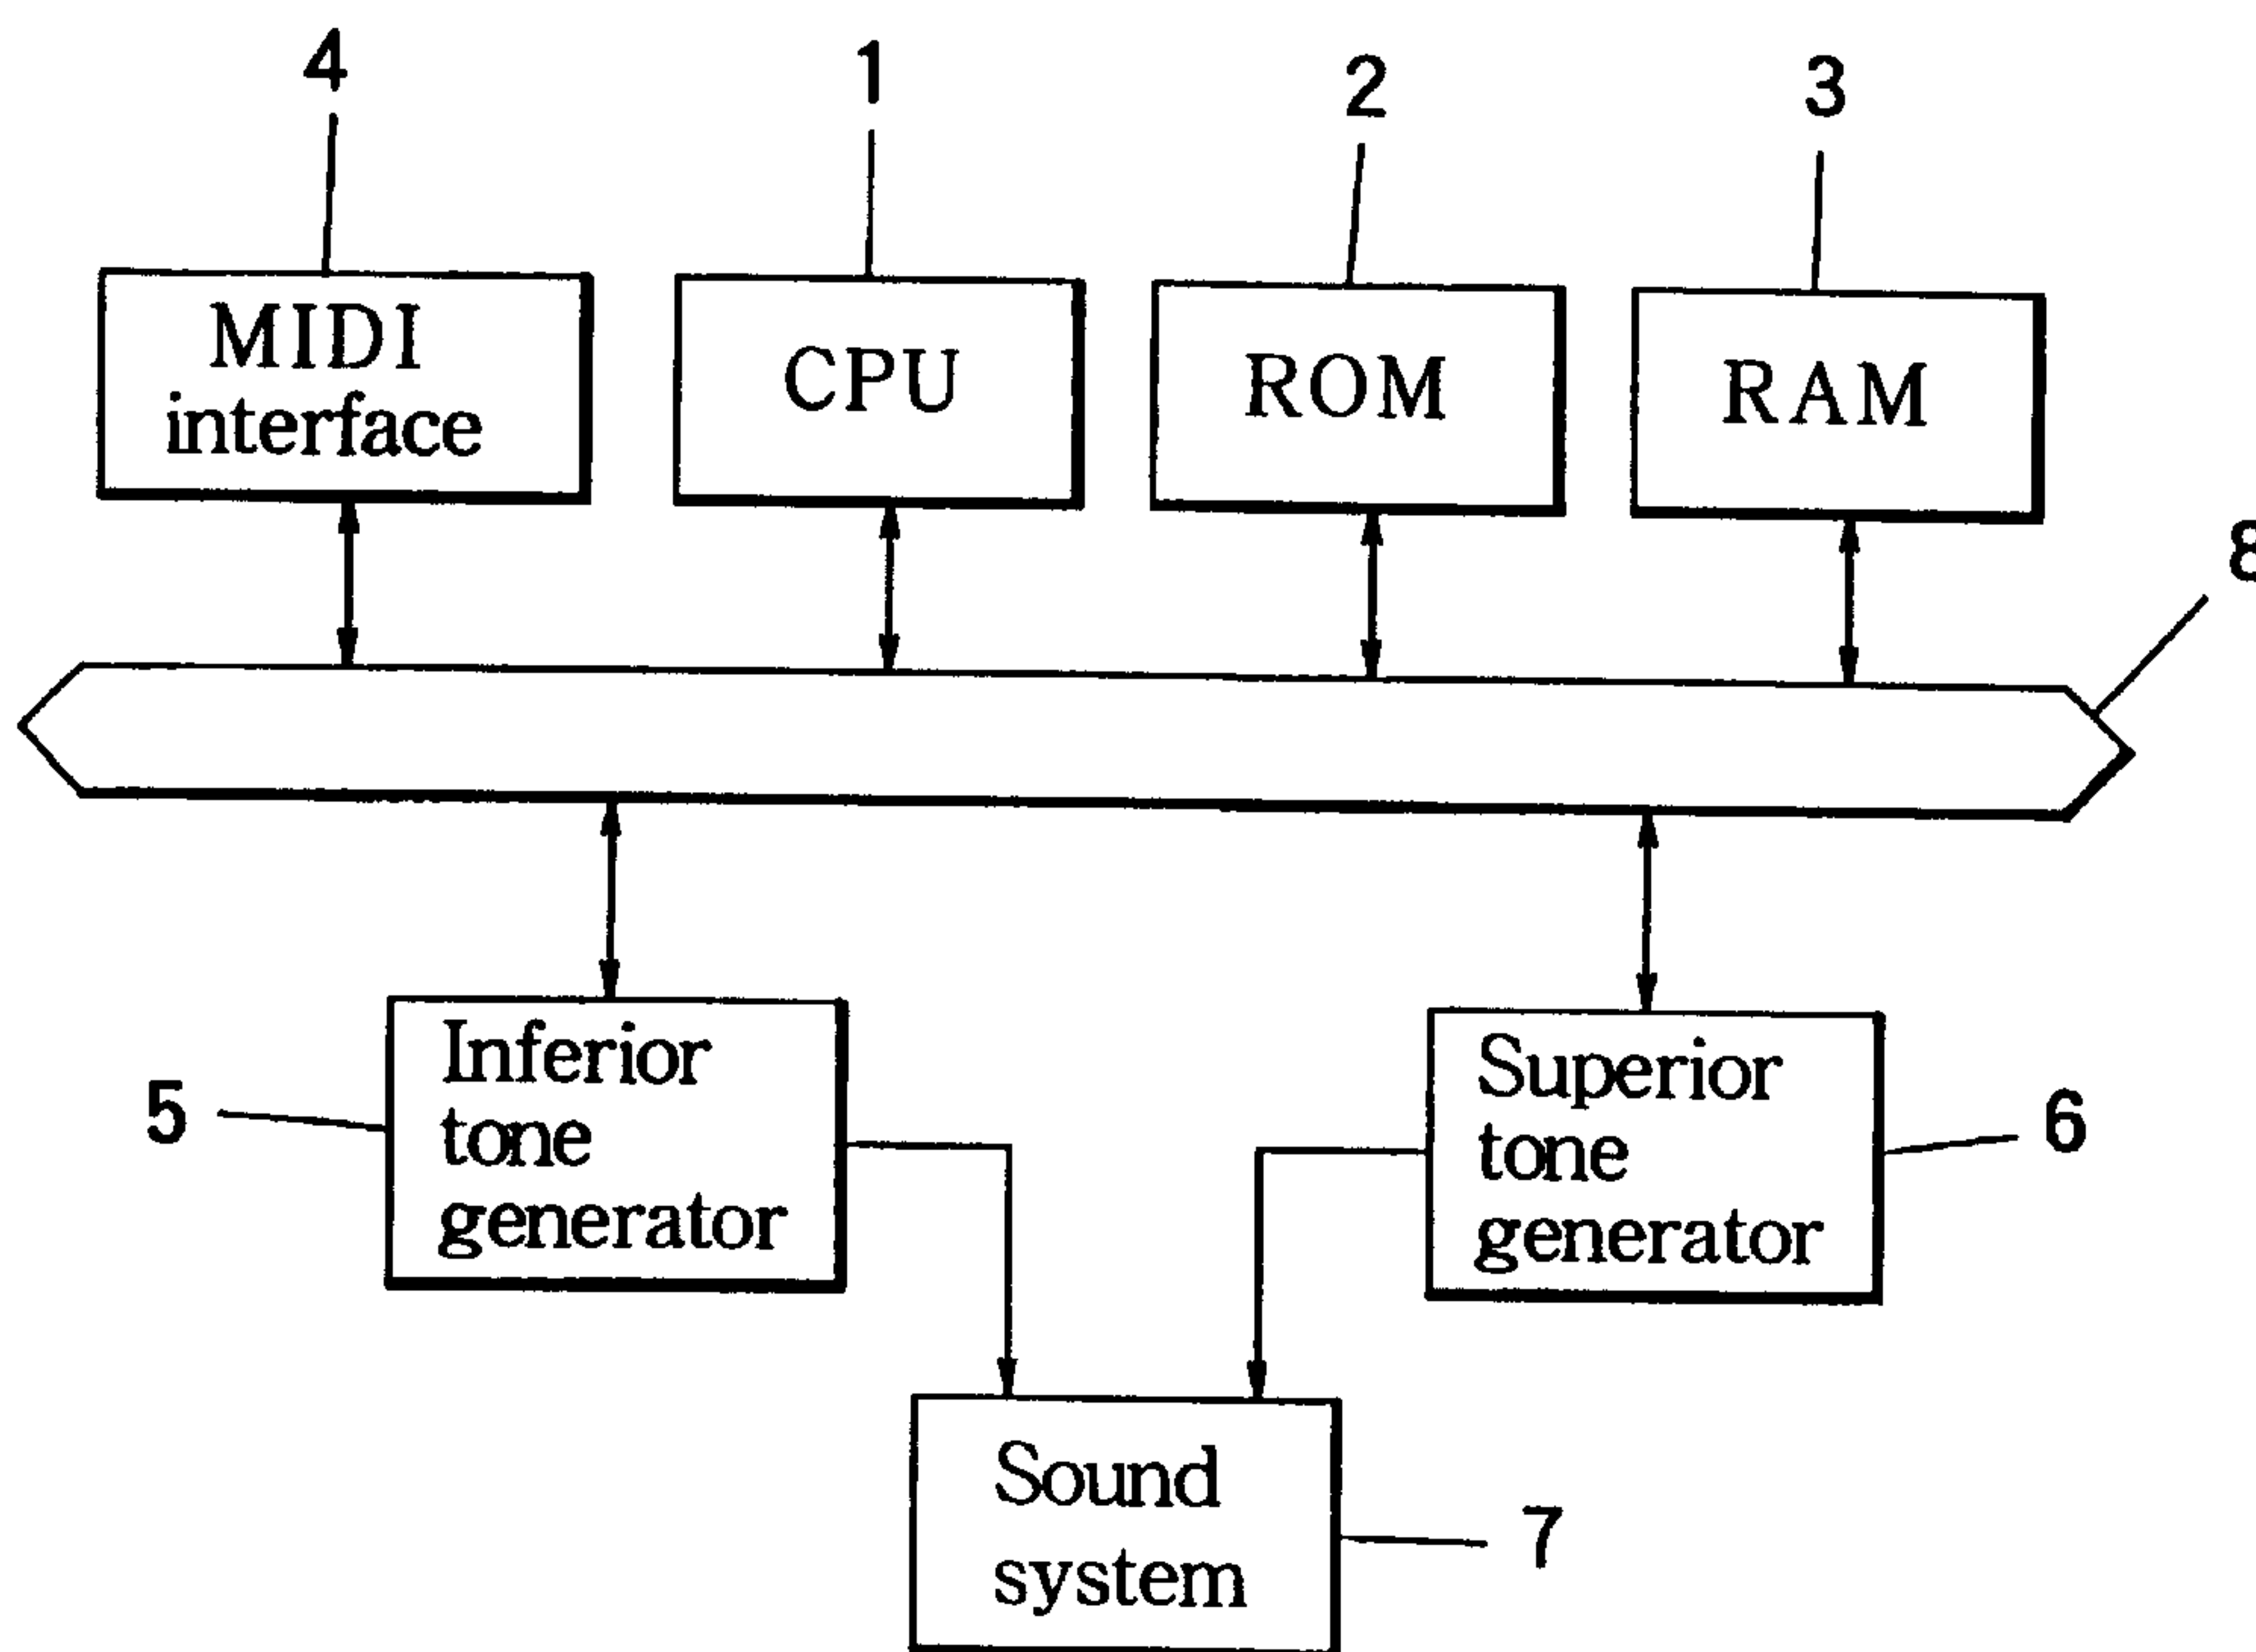 4
1
2
3
MIDI
interface
CPU
ROM
RAM
8
Inferior
tone
generator
5
Superior
tone
generator
6
Sound
system
7